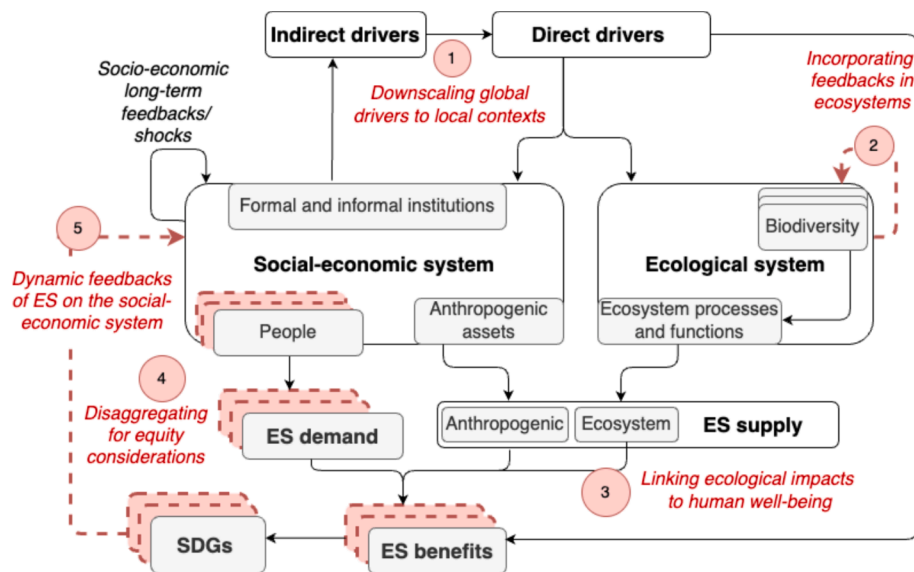 Indirect drivers
Direct drivers
1
Downscaling global
drivers to local contexts
Incorporating
feedbacks in
ecosystems
2
Socio-economic
long-term
feedbacks/
shocks
Formal and informal institutions
Biodiversity
5
Dynamic feedbacks
of ES on the social-
economic system
Social-economic system
Ecological system
People
Anthropogenic
assets
Ecosystem processes
and functions
4
Disaggregating
for equity
considerations
ES demand
Anthropogenic
Ecosystem
ES supply
3
Linking ecological impacts
to human well-being
SDGs
ES benefits